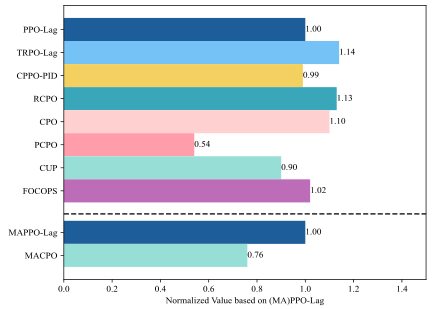 PPO-Lag 1.00
TRPO-Lag 1.14
CPPO-PID 0.99
RCPO 1.13
CPO 1.10
PCPO 0.54
CUP 0.90
FOCOPS 1.02
MAPPO-Lag 1.00
MACPO 0.76
0.0 0.2 0.4 0.6 0.8 1.0 1.2 1.4
Normalized Value based on (MA)PPO-Lag